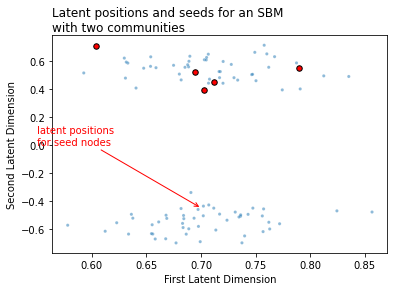 Latent positions and seeds for an SBM
with two communities
Second Latent Dimension
0.6
0.4
0.2
0.0
−0.2
−0.4
−0.6
latent positions
for seed nodes
0.60
0.65
0.70
0.75
0.80
0.85
First Latent Dimension